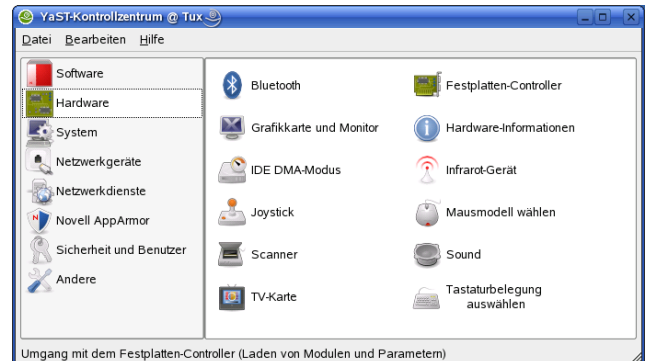 YaST-Kontrollzentrum @ Tux
Datei Bearbeiten Hilfe
Software
Hardware
System
Netzwerkgeräte
Netzwerkdienste
Novell AppArmor
Sicherheit und Benutzer
Andere
Bluetooth
Festplatten-Controller
Grafikkarte und Monitor
Hardware-Informationen
IDE DMA-Modus
Infrarot-Gerät
Joystick
Mausmodell wählen
Scanner
Sound
TV-Karte
Tastaturbelegung
auswählen
Umgang mit dem Festplatten-Controller (Laden von Modulen und Parametern)